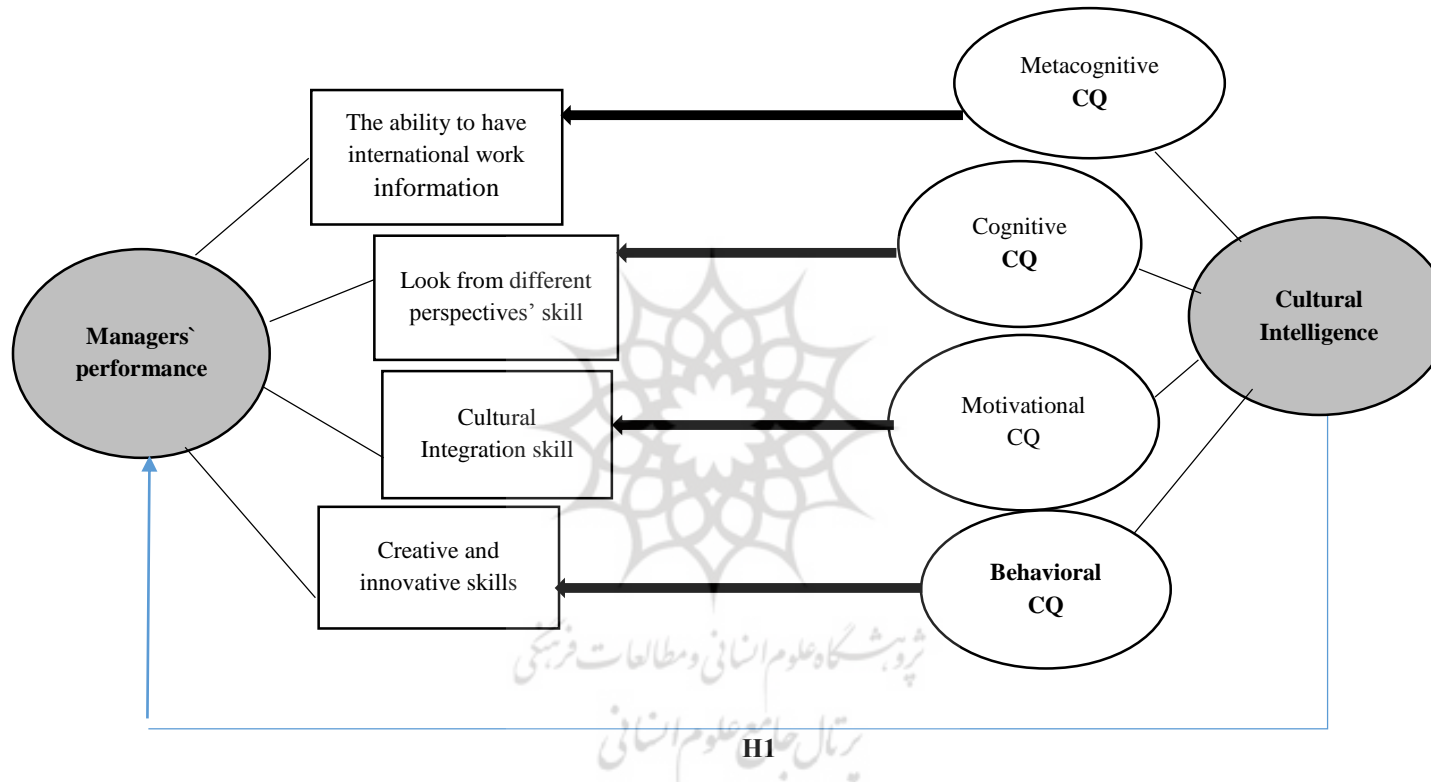 Metacognitive
CQ
The ability to have
international work
information
Cognitive
CQ
Look from different
perspectives’ skill
Cultural
Intelligence
Managers`
performance
Cultural
Integration skill
Motivational
CQ
Creative and
innovative skills
Behavioral
CQ
پژوهشگاه علوم انسانی و مطالعات فرهنگی
پرتال جامع علوم انسانی
H1